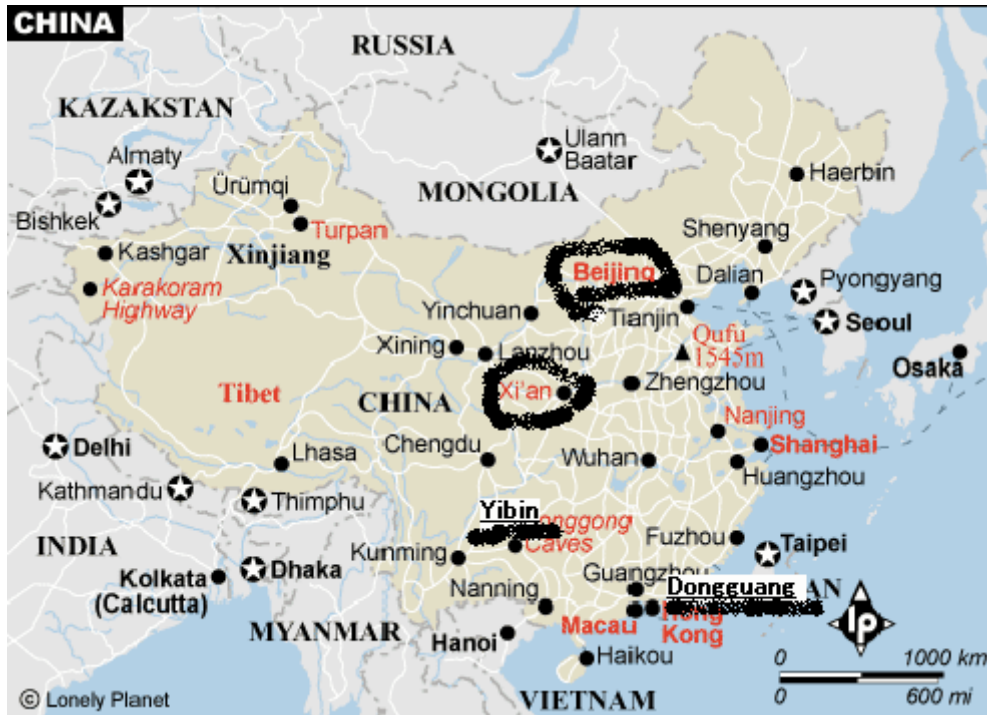 CHINA
RUSSIA
KAZAKSTAN
Almaty
Ulann
Baatar
Haerbin
Ürümqi
MONGOLIA
Bishkek
Turpan
Shenyang
Kashgar
Xinjiang
Beijing
Dalian
Pyongyang
Karakoram
Highway
Yinchuan
Tianjin
Seoul
Qufu
1545m
Xining
Lanzhou
Osaka
Tibet
Xi'an
Zhengzhou
CHINA
Nanjing
Delhi
Chengdu
Shanghai
Lhasa
Wuhan
Huangzhou
Kathmandu
Thimphu
Yibin
onggong
Caves
INDIA
Kunming
Fuzhou
Taipei
Dhaka
Kolkata
(Calcutta)
Nanning
Guangzhou
Dongguang
AN
MYANMAR
Hanoi
Macau
Hong
Kong
lp
Haikou
0 1000 km
0 600 mi
© Lonely Planet
VIETNAM